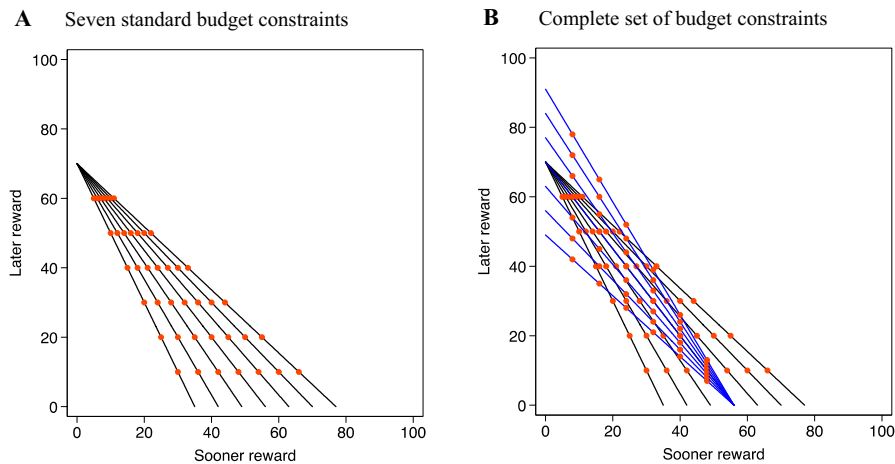 A Seven standard budget constraints
100
80
60
40
20
0
Later reward
0 20 40 60 80 100
Sooner reward
B Complete set of budget constraints
100
80
60
40
20
0
Later reward
0 20 40 60 80 100
Sooner reward